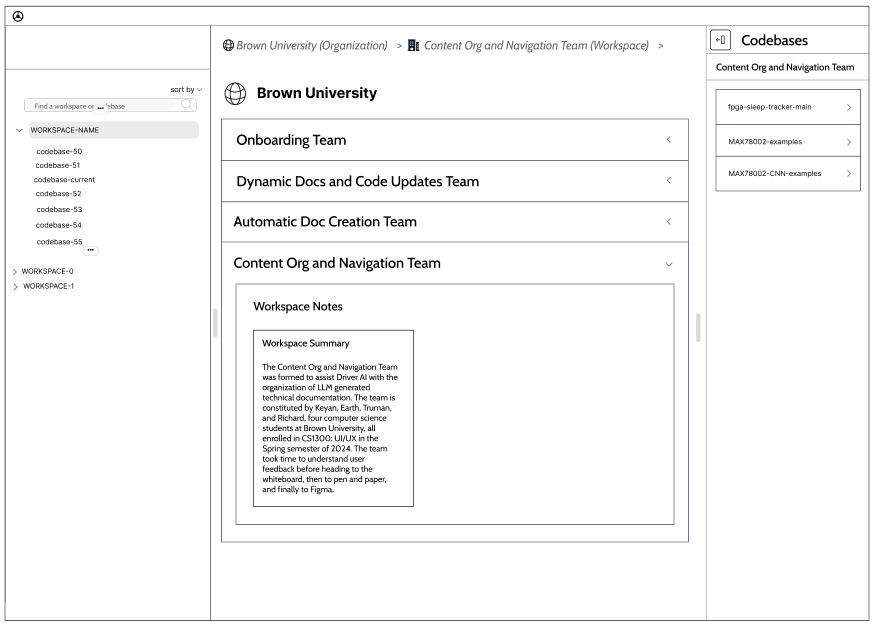 Brown University (Organization) > Content Org and Navigation Team (Workspace) >
sort by
Find a workspace or
WORKSPACE-NAME
codebase-50
codebase-51
codebase-current
codebase-52
codebase-53
codebase-54
codebase-55
WORKSPACE-0
WORKSPACE-1
Brown University
Onboarding Team
Dynamic Docs and Code Updates Team
Automatic Doc Creation Team
Content Org and Navigation Team
Workspace Notes
Workspace Summary
The Content Org and Navigation Team
was formed to assist Driver AI with the
organization of LLM generated
technical documentation. The team is
constituted by Keyan, Earth, Truman,
and Richard, four computer science
students at Brown University, all
enrolled in CS1300: UI/UX in the
Spring semester of 2024. The team
took time to understand user
feedback before heading to the
whiteboard, then to pen and paper,
and finally to Figma.
Codebases
Content Org and Navigation Team
fpga-sleep-tracker-main
MAX78002-examples
MAX78002-CNN-examples